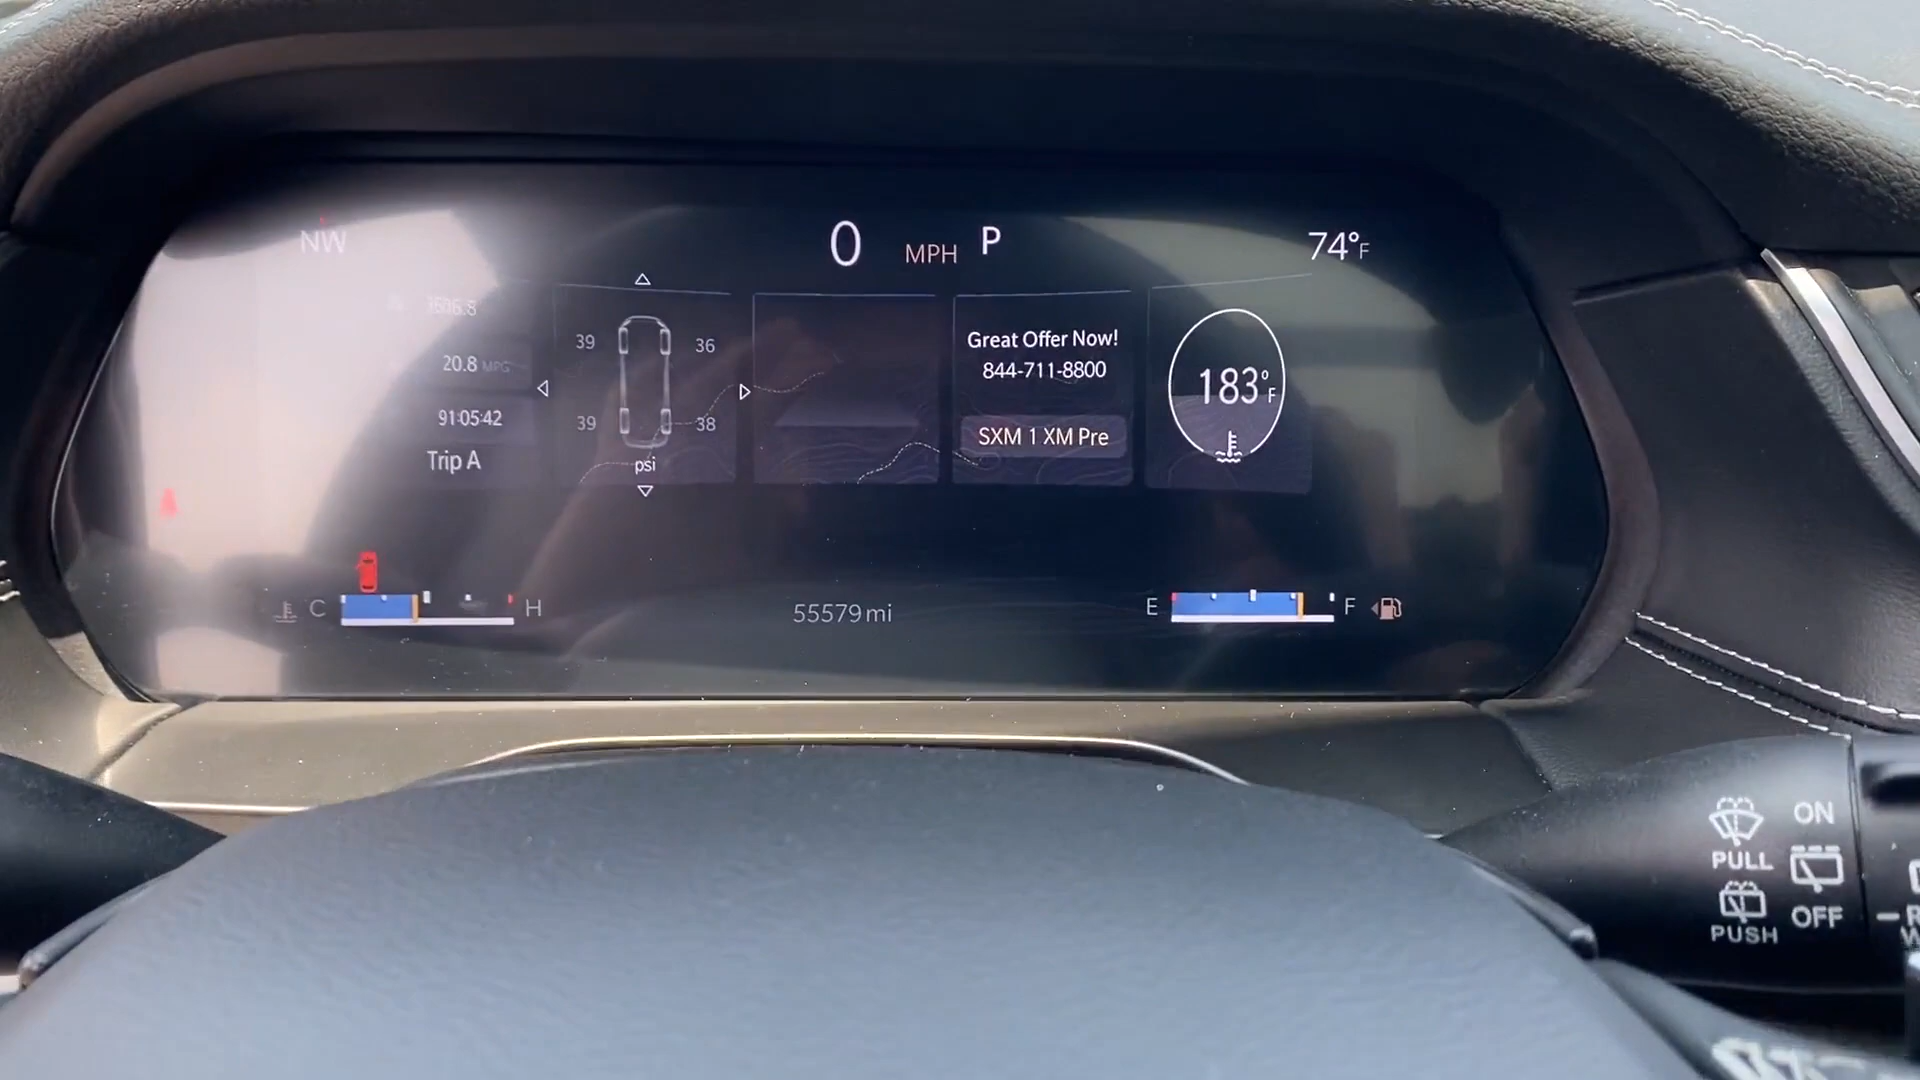 NW
0 MPH P
74°F
20.8 MPG
91:05:42
Trip A
39 36
39 38
psi
Great Offer Now!
844-711-8800
SXM 1 XM Pre
183°F
C H
55579 mi
E F
ON
PULL
OFF
PUSH